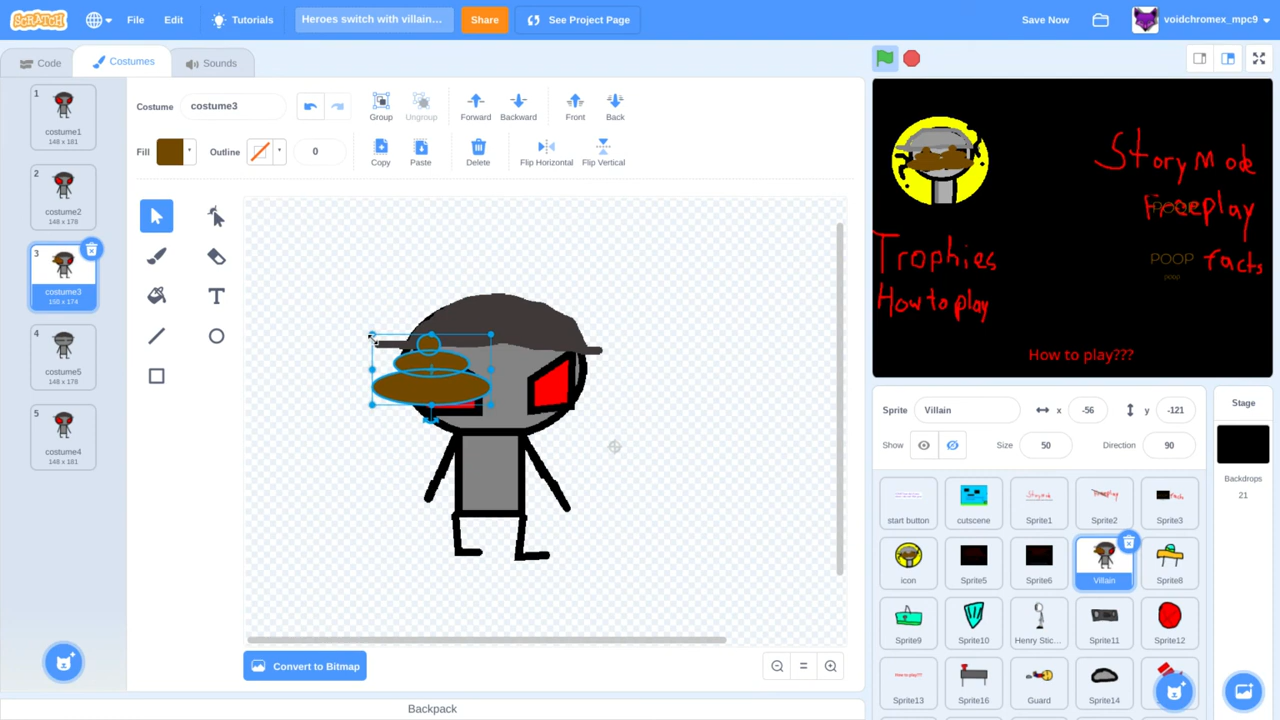 SCRATCH File Edit Tutorials Heroes switch with villain... Share See Project Page Save Now voidchromex_mpc9
Code Costumes Sounds
Costume costume3 Group Ungroup Forward Backward Front Back
Fill Outline 0 Copy Paste Delete Flip Horizontal Flip Vertical
1
costume1
148 x 181
2
costume2
148 x 178
3
costume3
150 x 174
4
costume5
148 x 178
5
costume4
148 x 181
Convert to Bitmap
Backpack
Story Mode
Freeplay
POOP
Trophies
POOP facts
poop
How to play
How to play???
Sprite Villain x -56 y -121
Show Size 50 Direction 90
start button cutscene Sprite1 Sprite2 Sprite3
icon Sprite5 Sprite6 Villain Sprite8
Sprite9 Sprite10 Henry Stic... Sprite11 Sprite12
Sprite13 Sprite16 Guard Sprite14
Stage
Backdrops
21